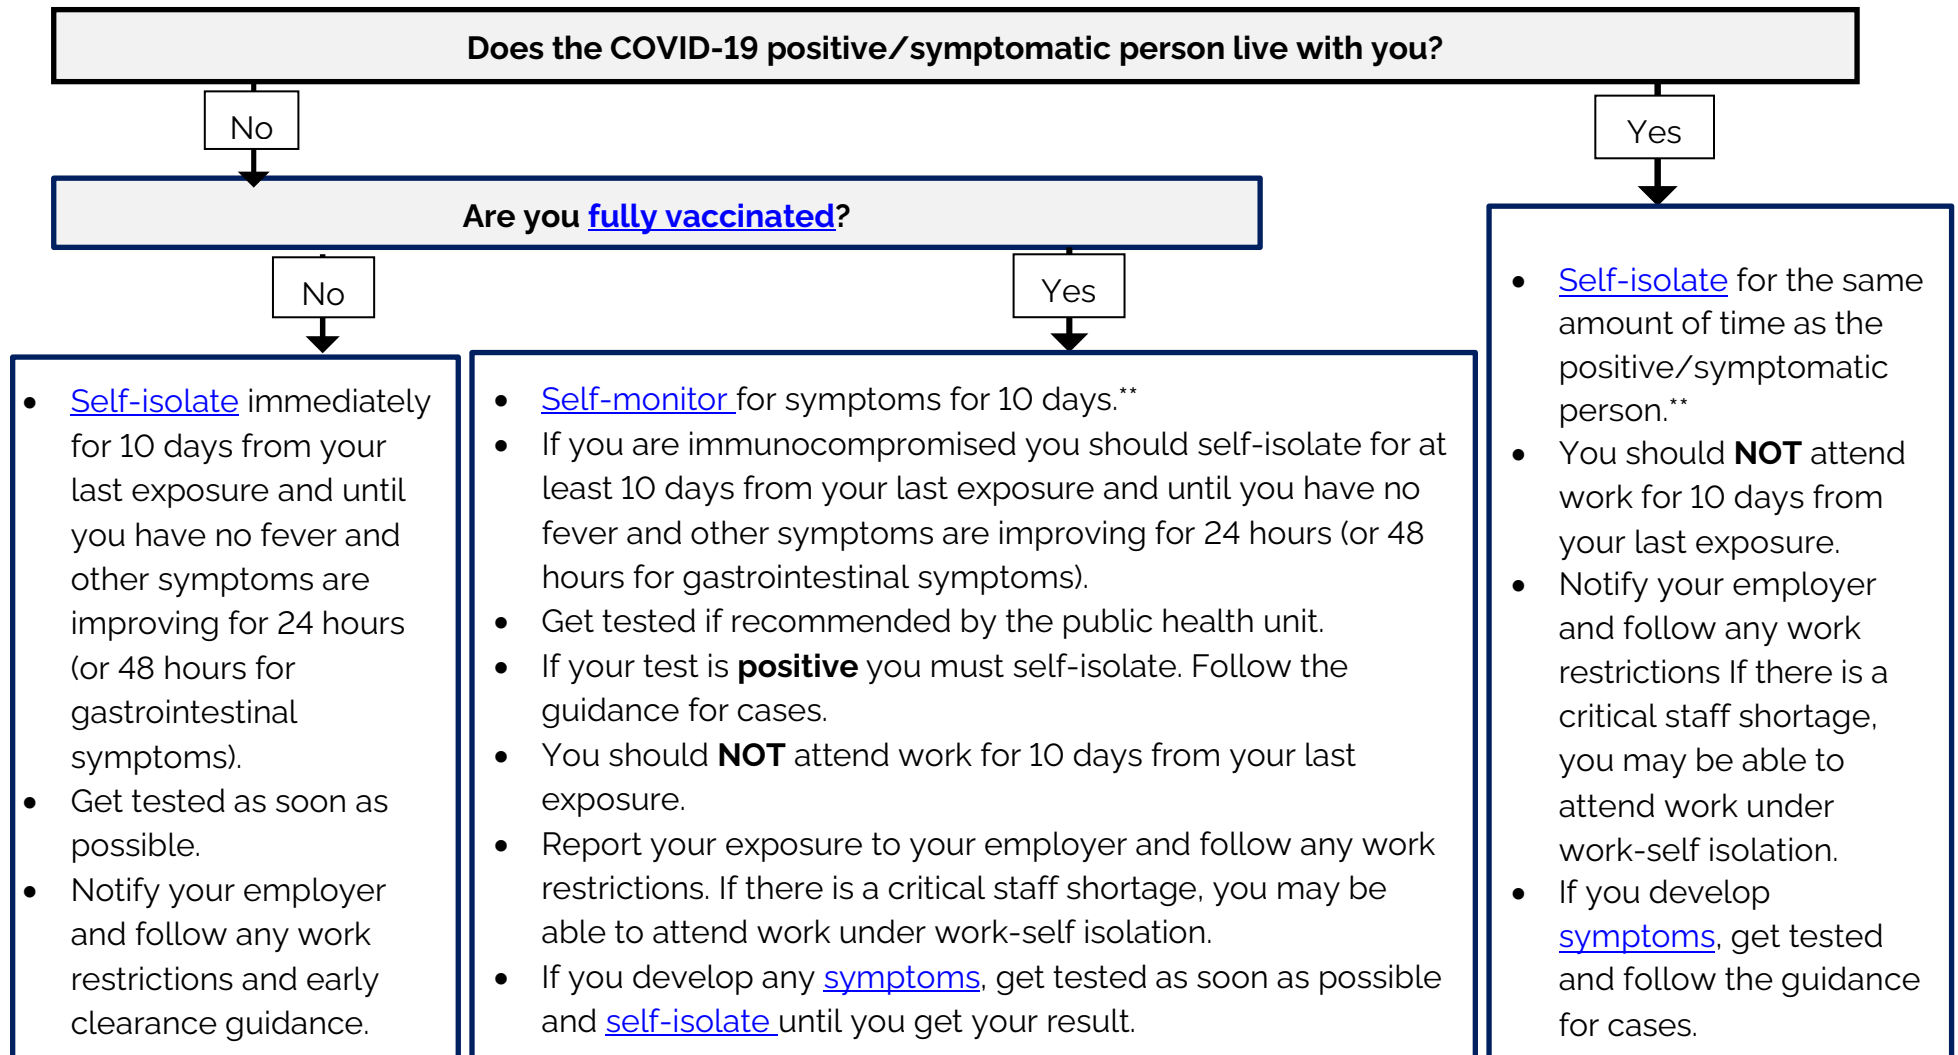 Does the COVID-19 positive/symptomatic person live with you?
No
Yes
Are you fully vaccinated?
No
Yes
• Self-isolate immediately
for 10 days from your
last exposure and until
you have no fever and
other symptoms are
improving for 24 hours
(or 48 hours for
gastrointestinal
symptoms).
• Get tested as soon as
possible.
• Notify your employer
and follow any work
restrictions and early
clearance guidance.
• Self-monitor for symptoms for 10 days.**
• If you are immunocompromised you should self-isolate for at
least 10 days from your last exposure and until you have no
fever and other symptoms are improving for 24 hours (or 48
hours for gastrointestinal symptoms).
• Get tested if recommended by the public health unit.
• If your test is positive you must self-isolate. Follow the
guidance for cases.
• You should NOT attend work for 10 days from your last
exposure.
• Report your exposure to your employer and follow any work
restrictions. If there is a critical staff shortage, you may be
able to attend work under work-self isolation.
• If you develop any symptoms, get tested as soon as possible
and self-isolate until you get your result.
• Self-isolate for the same
amount of time as the
positive/symptomatic
person.**
• You should NOT attend
work for 10 days from
your last exposure.
• Notify your employer
and follow any work
restrictions If there is a
critical staff shortage,
you may be able to
attend work under
work-self isolation.
• If you develop
symptoms, get tested
and follow the guidance
for cases.